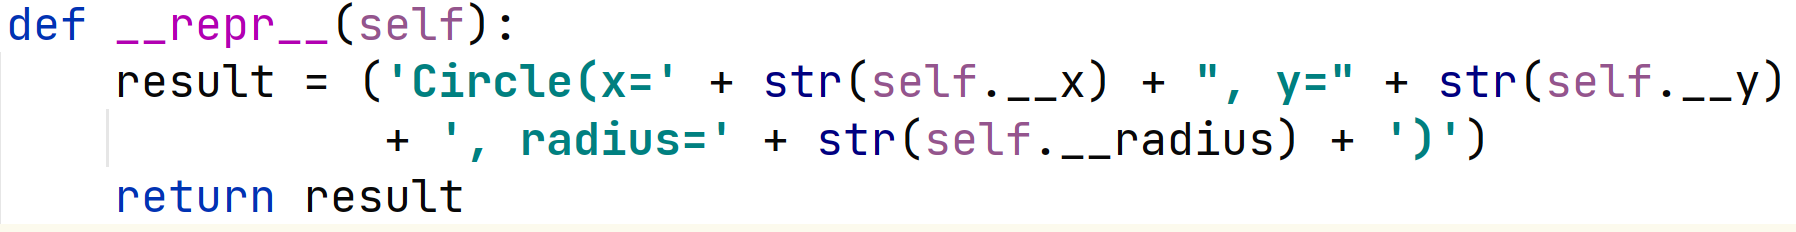 def __repr__(self):
    result = ('Circle(x=' + str(self.__x) + ", y=" + str(self.__y)
              + ', radius=' + str(self.__radius) + ')')
    return result